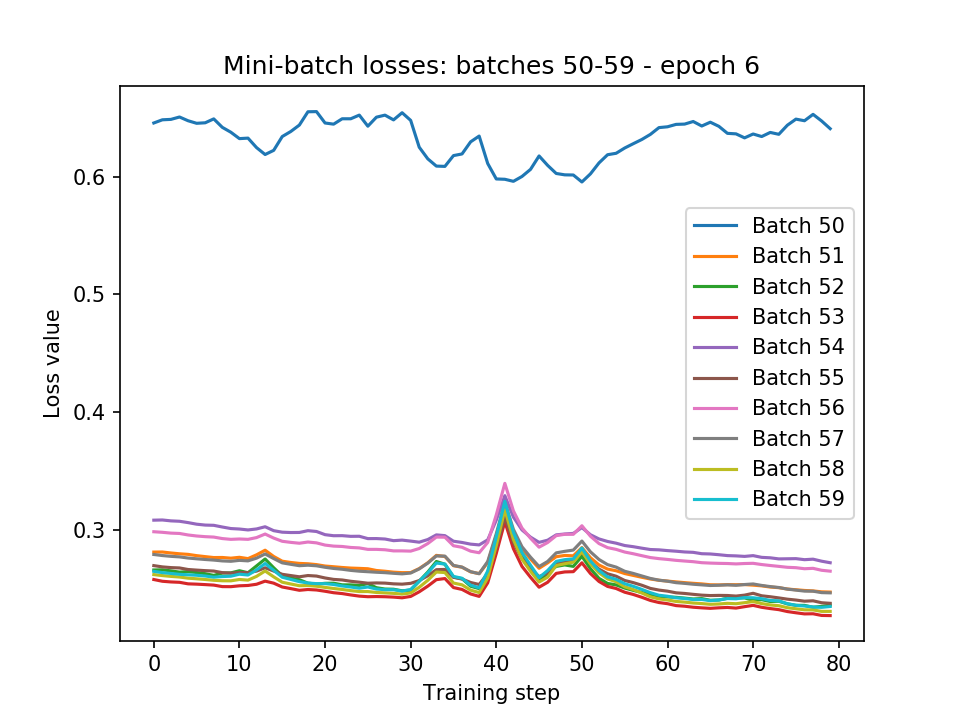 Mini-batch losses: batches 50-59 - epoch 6
Loss value
0.6
0.5
0.4
0.3
Batch 50
Batch 51
Batch 52
Batch 53
Batch 54
Batch 55
Batch 56
Batch 57
Batch 58
Batch 59
0 10 20 30 40 50 60 70 80
Training step